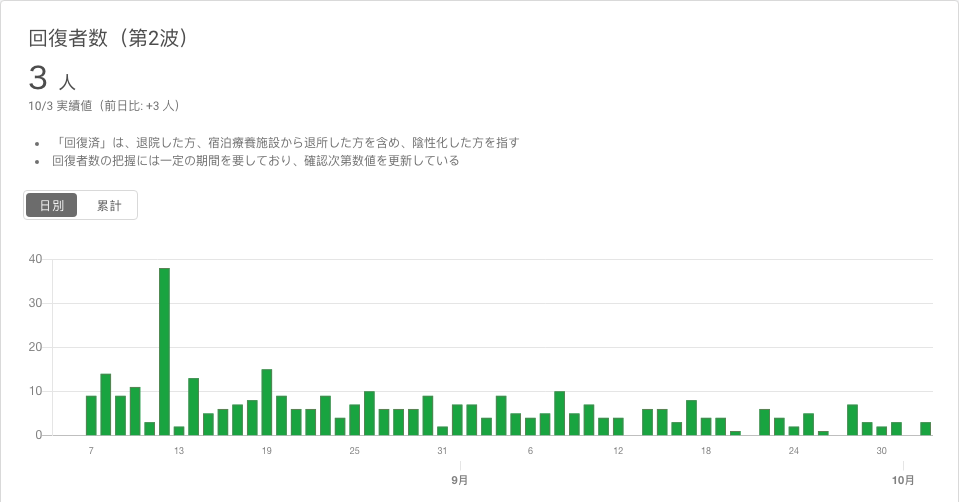 回復者数（第2波）
3 人
10/3 実績値（前日比: +3 人）
• 「回復済」は、退院した方、宿泊療養施設から退所した方を含め、陰性化した方を指す
• 回復者数の把握には一定の期間を要しており、確認次第数値を更新している
日別 累計
40
30
20
10
0
7 13 19 25 31 6 12 18 24 30
9月 10月